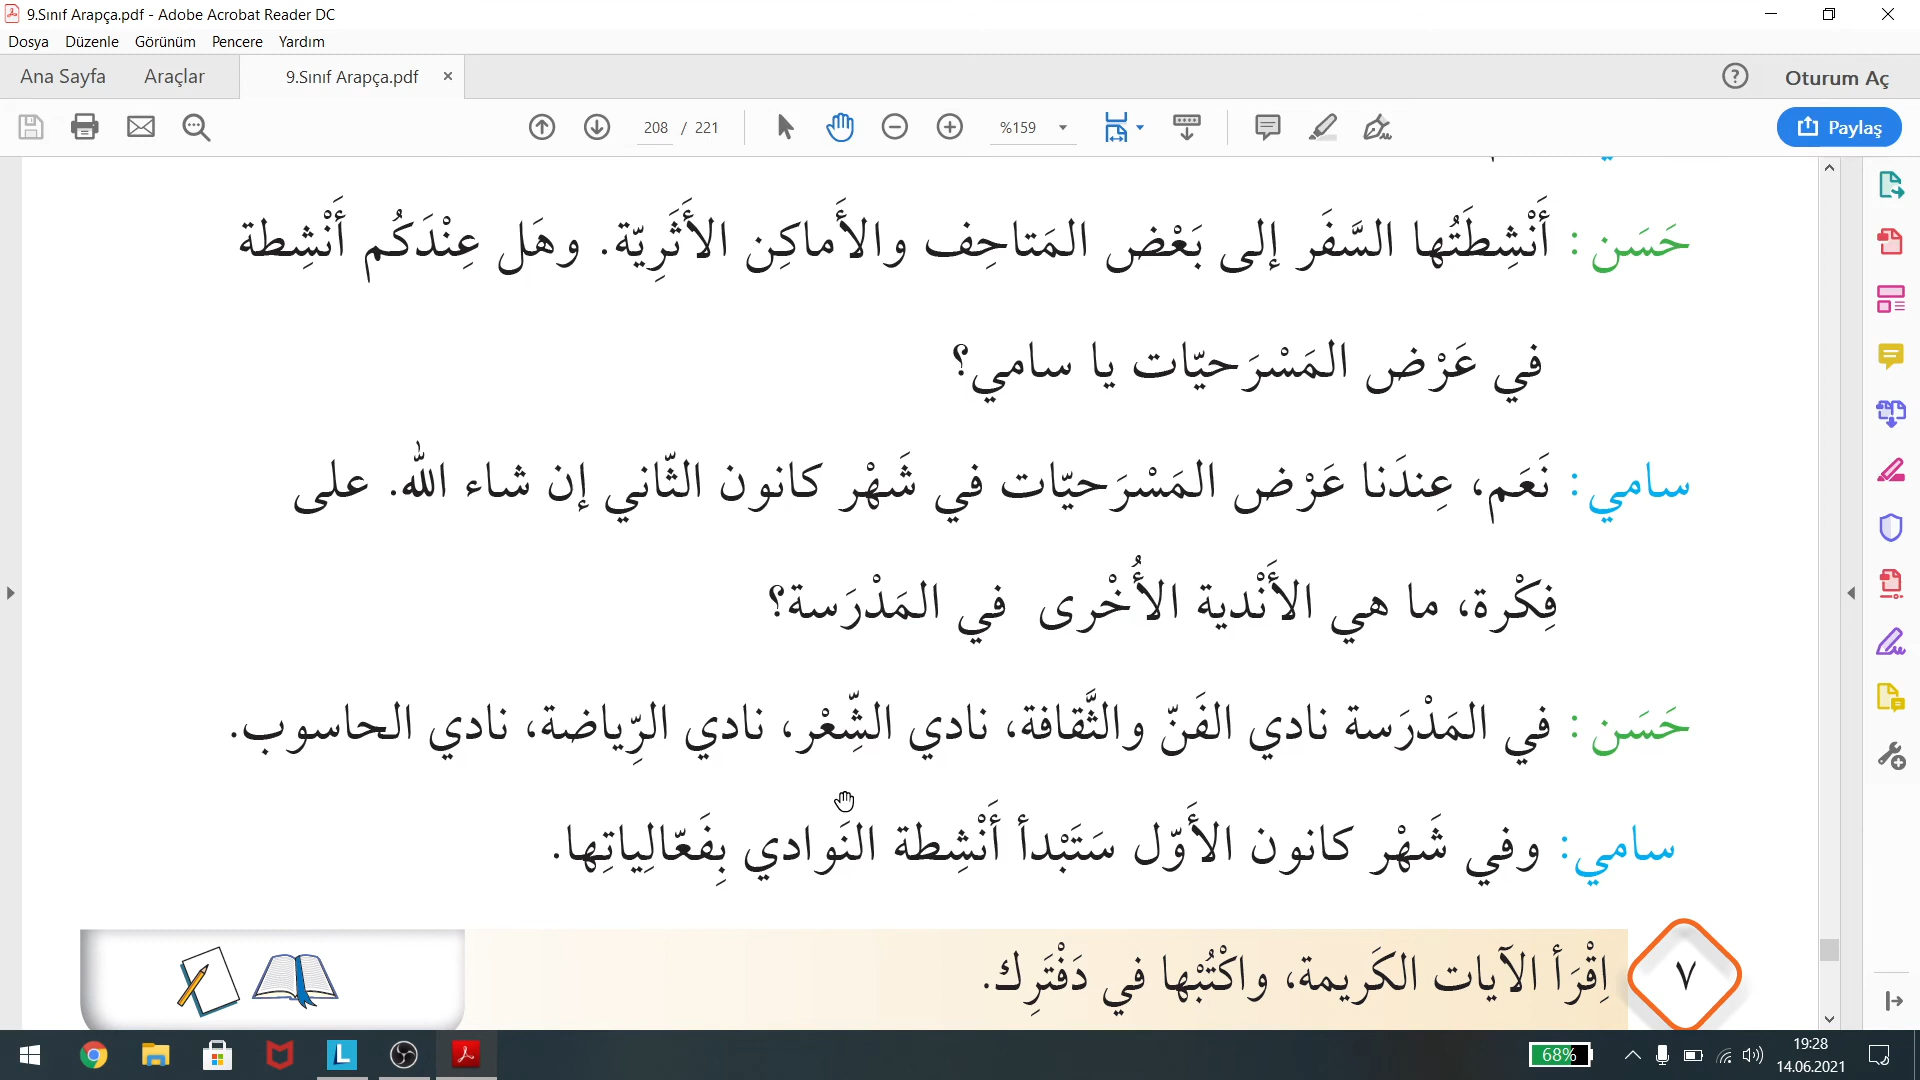 9.Sınıf Arapça.pdf - Adobe Acrobat Reader DC
Dosya Düzenle Görünüm Pencere Yardım
Ana Sayfa Araçlar 9.Sınıf Arapça.pdf Oturum Aç
208 / 221 %159 Paylaş
حَسَن : أَنْشِطَتُها السَّفَر إلى بَعْض المَتاحِف والأَماكِن الأَثَرِيّة. وهَل عِنْدَكُم أَنْشِطة
في عَرْض المَسْرَحيّات يا سامي؟
سامي : نَعَم، عِندَنا عَرْض المَسْرَحيّات في شَهْر كانون الثّاني إن شاء الله. على
فِكْرة، ما هي الأَنْدية الأُخْرى في المَدْرَسة؟
حَسَن : في المَدْرَسة نادي الفَنّ والثَّقافة، نادي الشِّعْر، نادي الرِّياضة، نادي الحاسوب.
سامي: وفي شَهْر كانون الأَوّل سَتَبْدأ أَنْشِطة النَوادي بِفَعّالِياتِها.
٧ اِقْرَأ الآيات الكَريمة، واكْتُبْها في دَفْتَرِك.
68% 19:28
14.06.2021